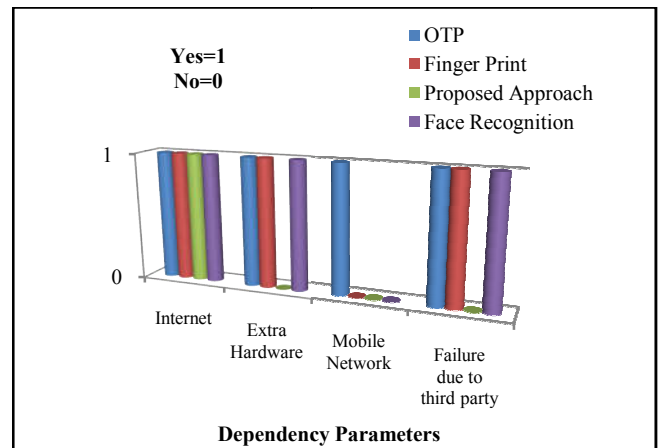 Yes=1
No=0
OTP
Finger Print
Proposed Approach
Face Recognition
1
0
Internet
Extra
Hardware
Mobile
Network
Failure
due to
third party
Dependency Parameters